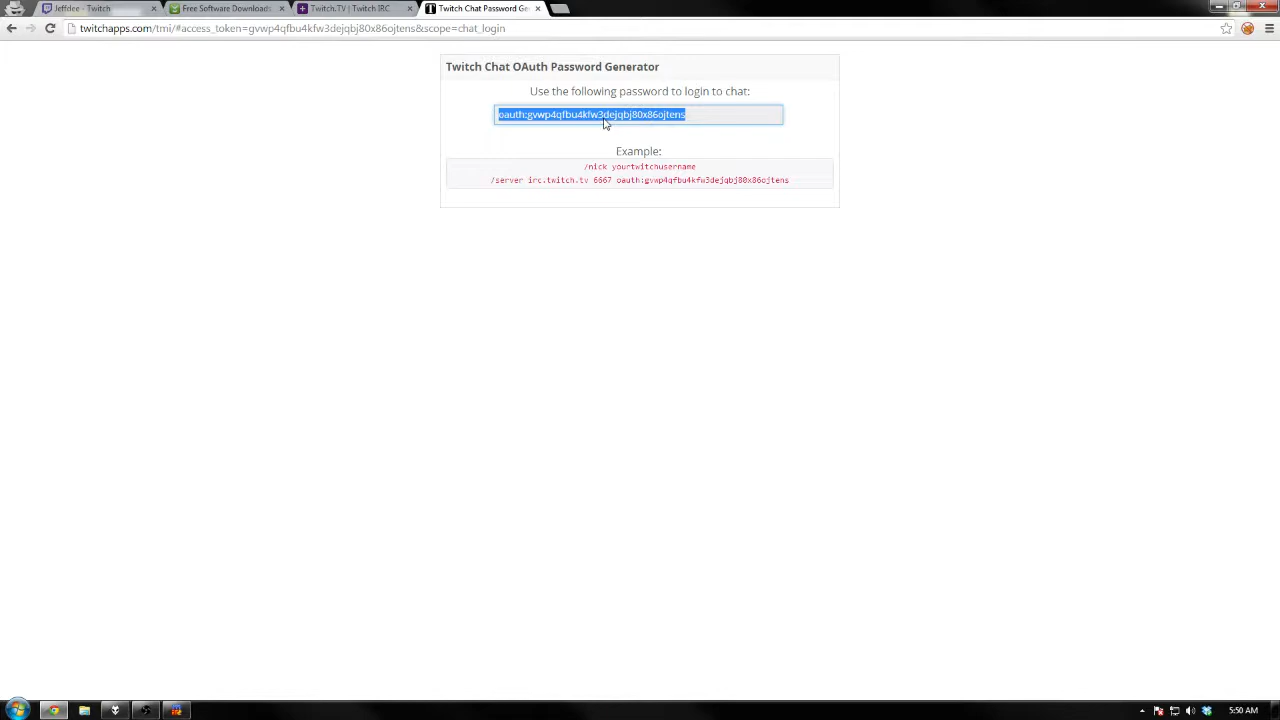 Jeffdee - Twitch
Free Software Downloads
Twitch.TV | Twitch IRC
Twitch Chat Password Ge
twitchapps.com/tmi/#access_token=gvwp4qfbu4kfw3dejqbj80x86ojtens&scope=chat_login
Twitch Chat OAuth Password Generator
Use the following password to login to chat:
oauth:gvwp4qfbu4kfw3dejqbj80x86ojtens
Example:
/nick yourtwitchusername
/server irc.twitch.tv 6667 oauth:gvwp4qfbu4kfw3dejqbj80x86ojtens
5:50 AM